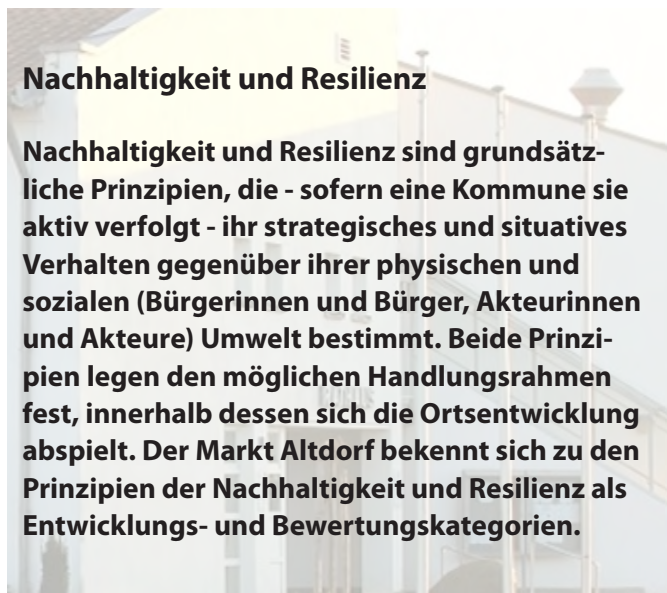 Nachhaltigkeit und Resilienz
Nachhaltigkeit und Resilienz sind grundsätz-
liche Prinzipien, die - sofern eine Kommune sie
aktiv verfolgt - ihr strategisches und situatives
Verhalten gegenüber ihrer physischen und
sozialen (Bürgerinnen und Bürger, Akteurinnen
und Akteure) Umwelt bestimmt. Beide Prinzi-
pien legen den möglichen Handlungsrahmen
fest, innerhalb dessen sich die Ortsentwicklung
abspielt. Der Markt Altdorf bekennt sich zu den
Prinzipien der Nachhaltigkeit und Resilienz als
Entwicklungs- und Bewertungskategorien.